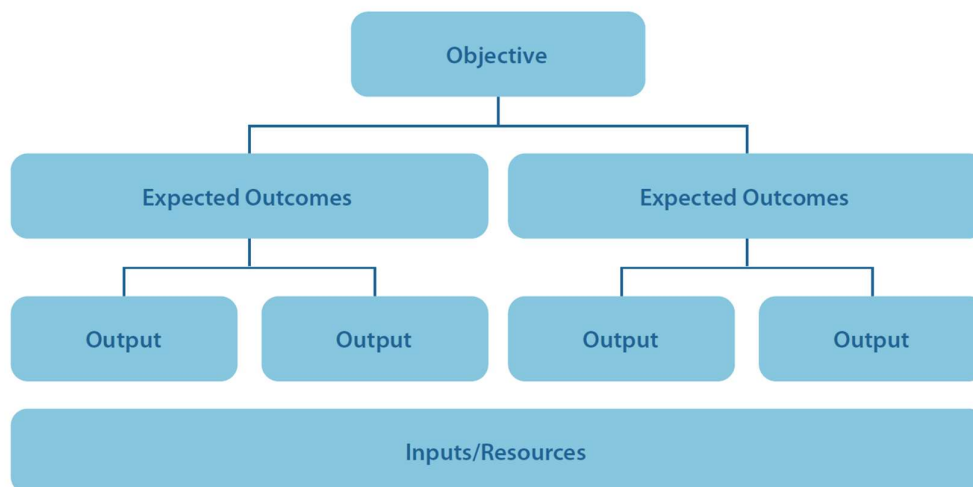 Objective
Expected Outcomes
Expected Outcomes
Output
Output
Output
Output
Inputs/Resources